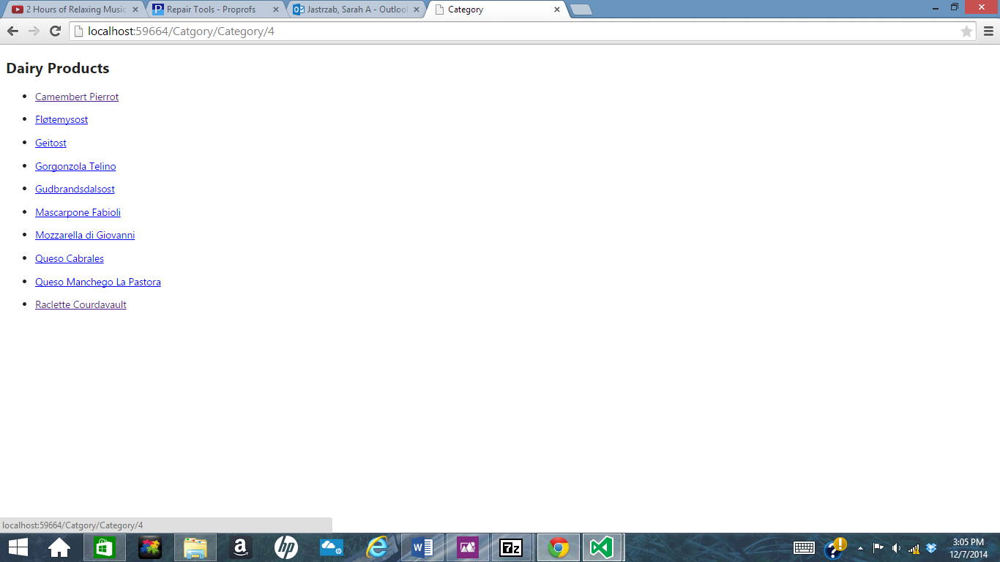 2 Hours of Relaxing Music
Repair Tools - Proprofs
Jastrzab, Sarah A - Outloo
Category
localhost:59664/Catgory/Category/4
Dairy Products
Camembert Pierrot
Fløtemysost
Geitost
Gorgonzola Telino
Gudbrandsdalsost
Mascarpone Fabioli
Mozzarella di Giovanni
Queso Cabrales
Queso Manchego La Pastora
Raclette Courdavault
localhost:59664/Catgory/Category/4
a
hp
W
7z
3:05 PM
12/7/2014